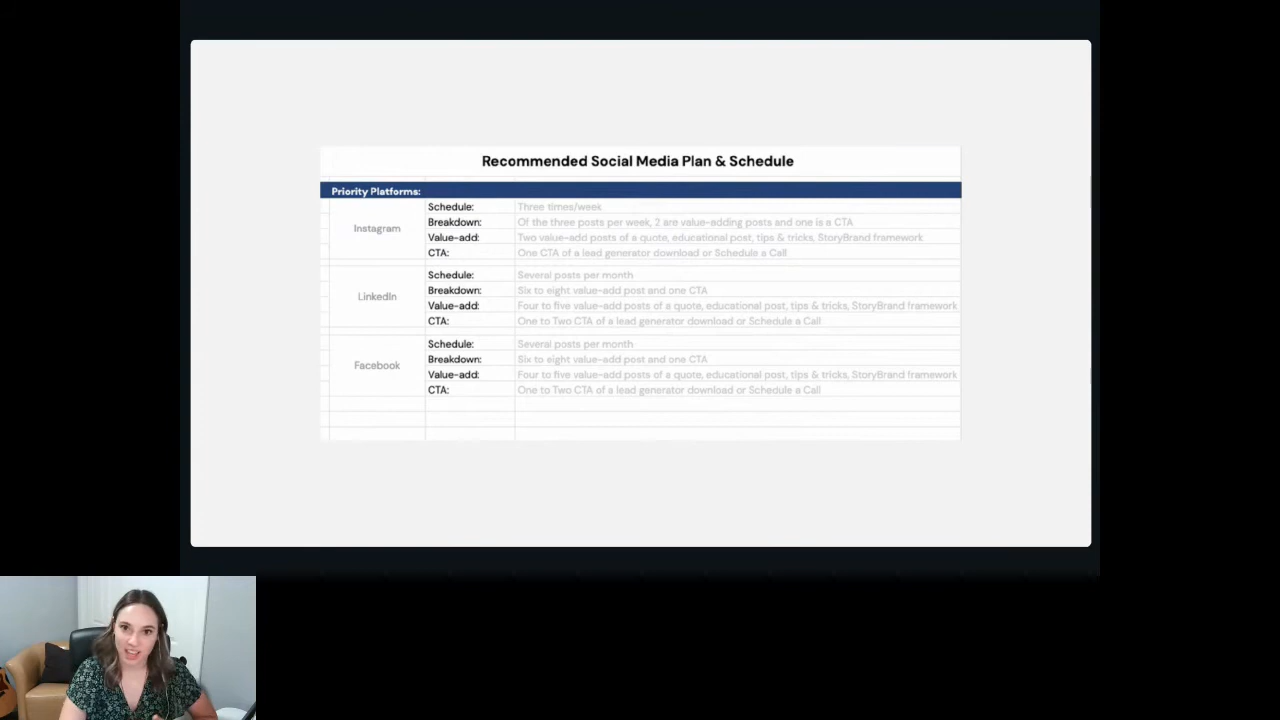 Recommended Social Media Plan & Schedule
Priority Platforms:
Instagram
Schedule: Three times/week
Breakdown: Of the three posts per week, 2 are value-adding posts and one is a CTA
Value-add: Two value-add posts of a quote, educational post, tips & tricks, StoryBrand framework
CTA: One CTA of a lead generator download or Schedule a Call
LinkedIn
Schedule: Several posts per month
Breakdown: Six to eight value-add post and one CTA
Value-add: Four to five value-add posts of a quote, educational post, tips & tricks, StoryBrand framework
CTA: One to Two CTA of a lead generator download or Schedule a Call
Facebook
Schedule: Several posts per month
Breakdown: Six to eight value-add post and one CTA
Value-add: Four to five value-add posts of a quote, educational post, tips & tricks, StoryBrand framework
CTA: One to Two CTA of a lead generator download or Schedule a Call